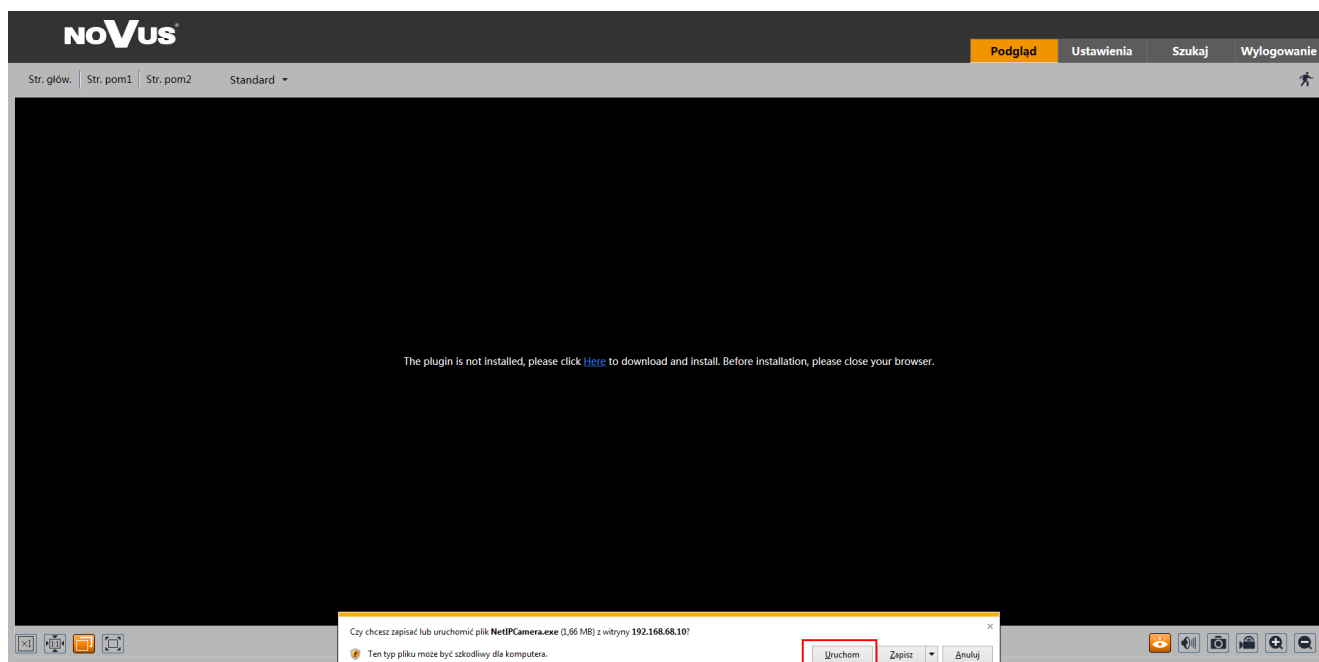 NOVUS®
Podgląd Ustawienia Szukaj Wylogowanie
Str. głów. Str. pom1 Str. pom2 Standard
The plugin is not installed, please click Here to download and install. Before installation, please close your browser.
Czy chcesz zapisać lub uruchomić plik NetIPCamera.exe (1,66 MB) z witryny 192.168.68.10?
Ten typ pliku może być szkodliwy dla komputera.
Uruchom Zapisz Anuluj
×1 1:1